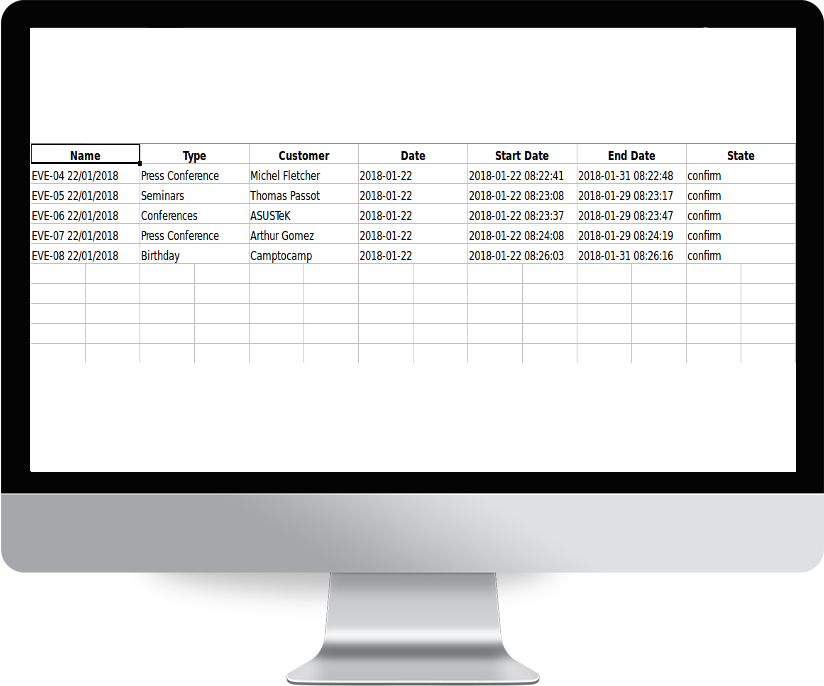 Name Type Customer Date Start Date End Date State
EVE-04 22/01/2018 Press Conference Michel Fletcher 2018-01-22 2018-01-22 08:22:41 2018-01-31 08:22:48 confirm
EVE-05 22/01/2018 Seminars Thomas Passot 2018-01-22 2018-01-22 08:23:08 2018-01-29 08:23:17 confirm
EVE-06 22/01/2018 Conferences ASUSTeK 2018-01-22 2018-01-22 08:23:37 2018-01-29 08:23:47 confirm
EVE-07 22/01/2018 Press Conference Arthur Gomez 2018-01-22 2018-01-22 08:24:08 2018-01-29 08:24:19 confirm
EVE-08 22/01/2018 Birthday Camptocamp 2018-01-22 2018-01-22 08:26:03 2018-01-31 08:26:16 confirm